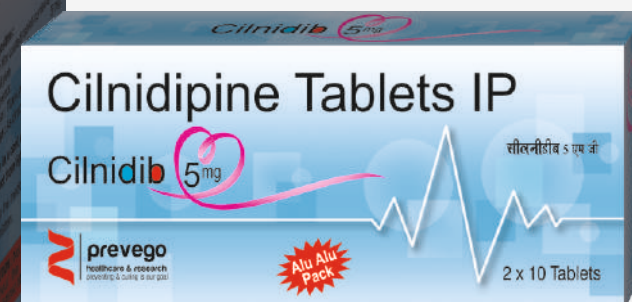 Cilnidib 5mg
Cilnidipine Tablets IP
Cilnidib 5mg
सीलनीडीब ५ एम जी
prevego
healthcare & research
preventing & curing is our goal
Alu Alu
Pack
2 x 10 Tablets